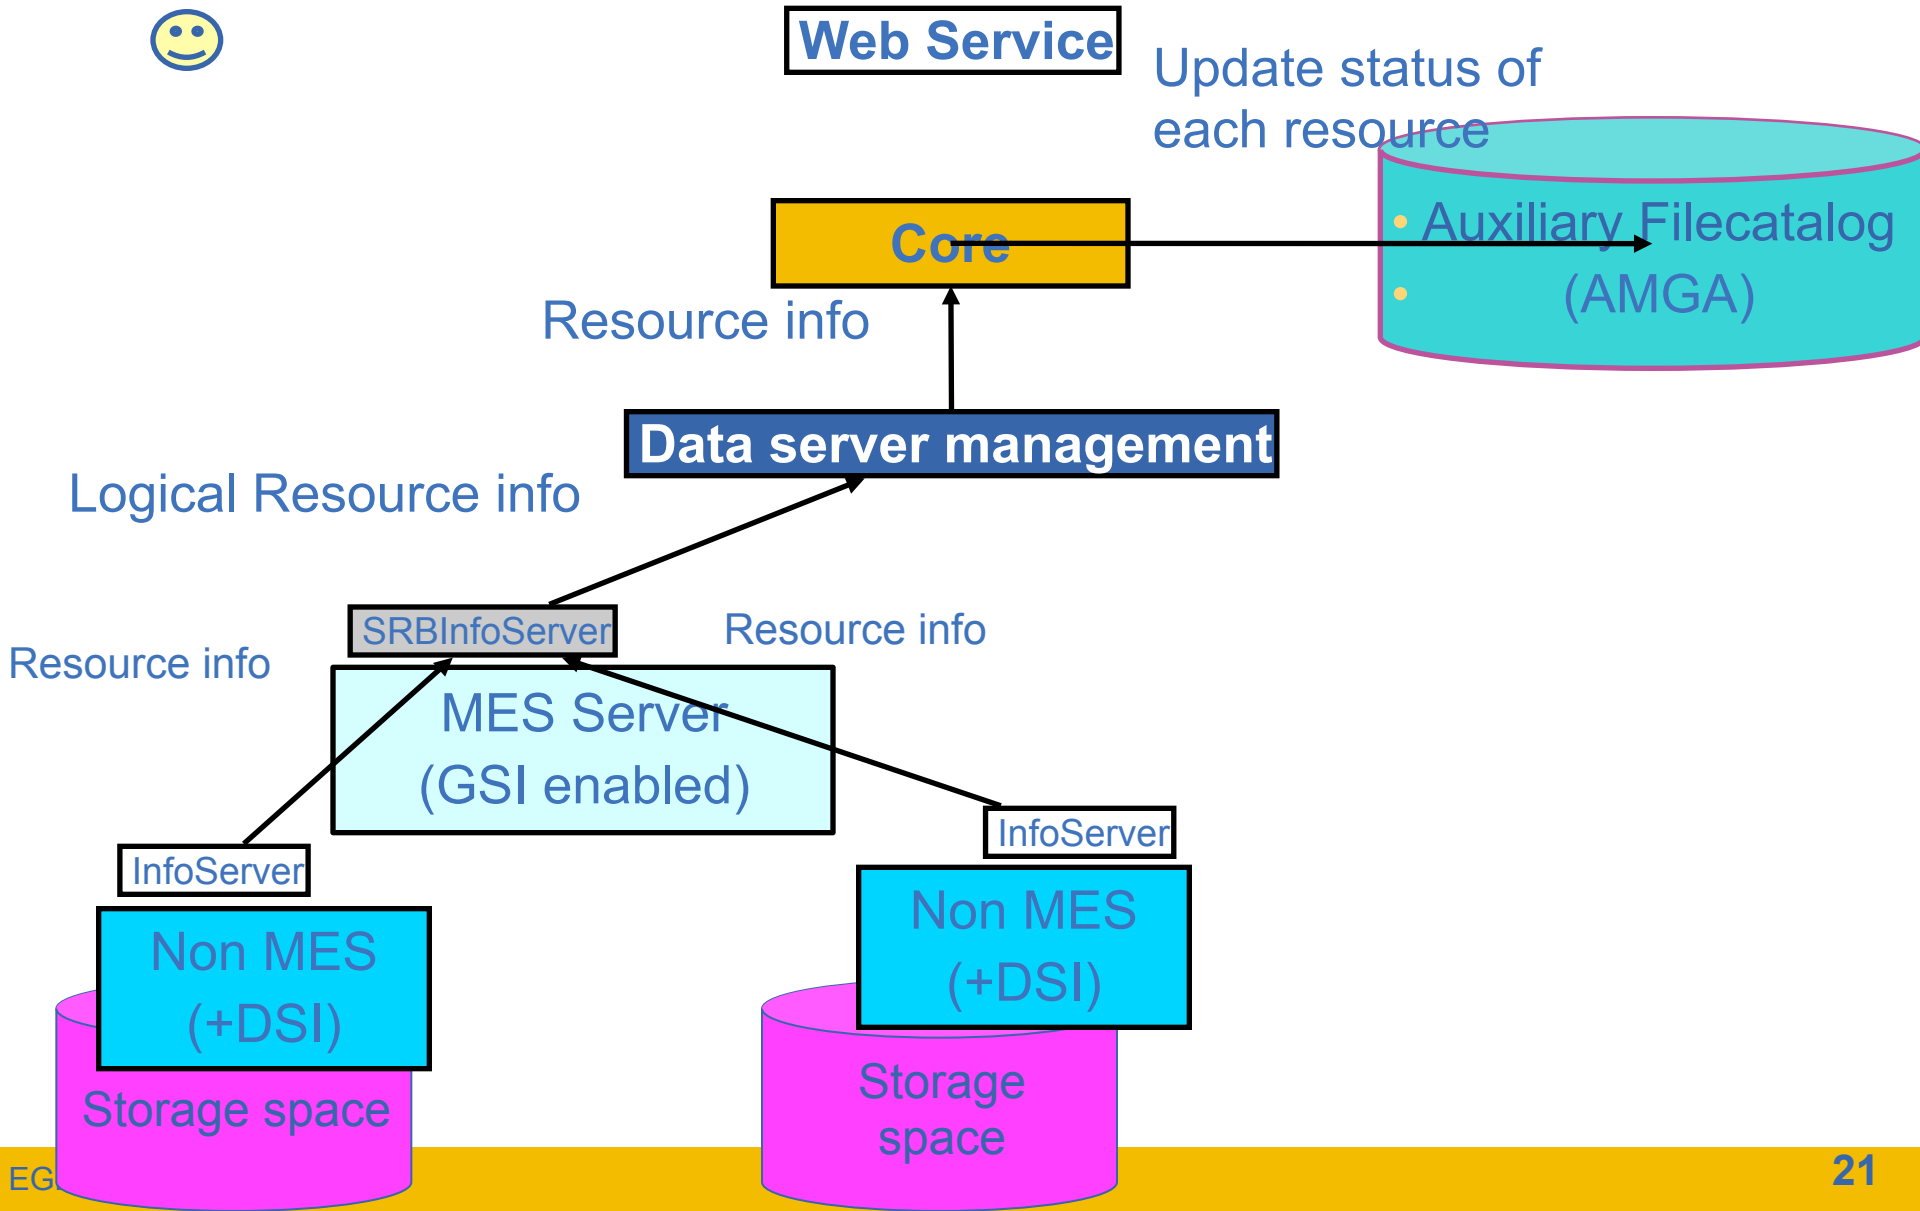 Web Service
Update status of
each resource
Core
• Auxiliary Filecatalog
• (AMGA)
Resource info
Data server management
Logical Resource info
SRBInfoServer
Resource info
Resource info
MES Server
(GSI enabled)
InfoServer
InfoServer
Non MES
(+DSI)
Non MES
(+DSI)
Storage space
Storage
space
21